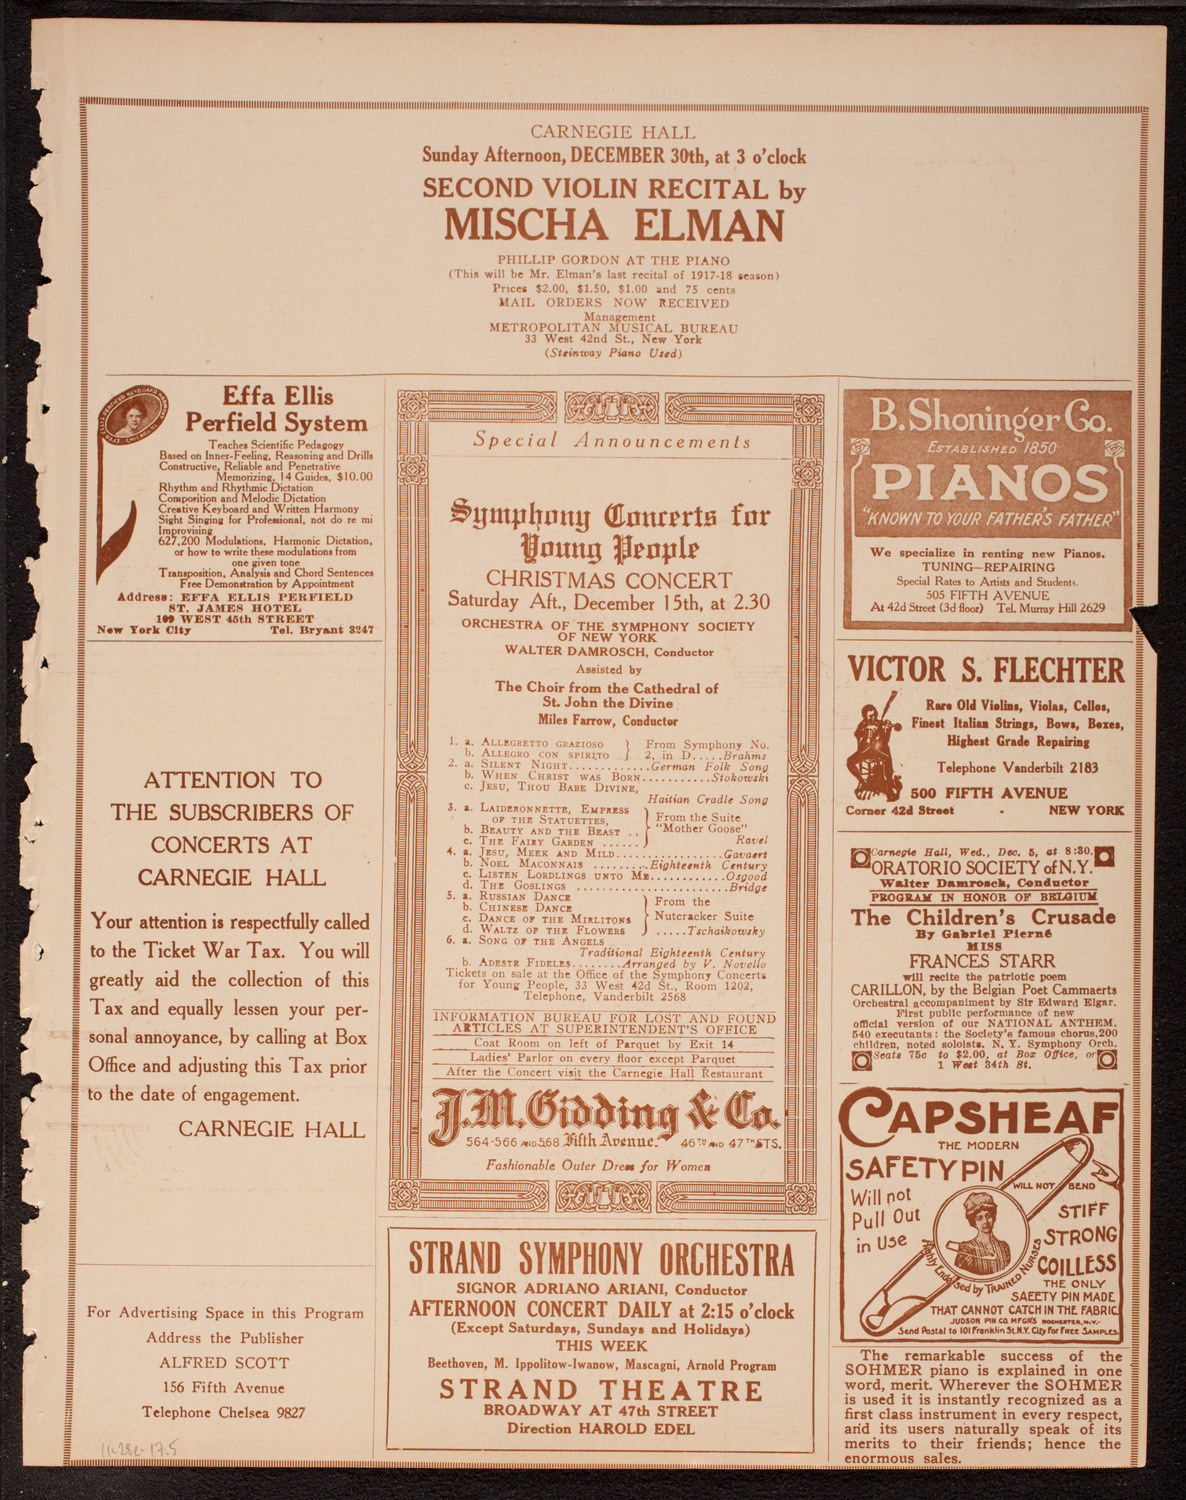 CARNEGIE HALL
Sunday Afternoon, DECEMBER 30th, at 3 o'clock
SECOND VIOLIN RECITAL by
MISCHA ELMAN
PHILLIP GORDON AT THE PIANO
(This will be Mr. Elman's last recital of 1917-18 season)
Prices $2.00, $1.50, $1.00 and 75 cents
MAIL ORDERS NOW RECEIVED
Management
METROPOLITAN MUSICAL BUREAU
33 West 42nd St., New York
(Steinway Piano Used)
Effa Ellis
Perfield System
Teaches Scientific Pedagogy
Based on Inner-Feeling, Reasoning and Drills
Constructive, Reliable and Penetrative
Memorizing, 14 Guides, $10.00
Rhythm and Rhythmic Dictation
Composition and Melodic Dictation
Creative Keyboard and Written Harmony
Sight Singing for Professional, not do re mi
Improvising
627,200 Modulations, Harmonic Dictation,
or how to write these modulations from
one given tone
Transposition, Analysis and Chord Sentences
Free Demonstration by Appointment
Address: EFFA ELLIS PERFIELD
ST. JAMES HOTEL
109 WEST 45th STREET
New York City Tel. Bryant 3247
ATTENTION TO
THE SUBSCRIBERS OF
CONCERTS AT
CARNEGIE HALL
Your attention is respectfully called
to the Ticket War Tax. You will
greatly aid the collection of this
Tax and equally lessen your per-
sonal annoyance, by calling at Box
Office and adjusting this Tax prior
to the date of engagement.
CARNEGIE HALL
For Advertising Space in this Program
Address the Publisher
ALFRED SCOTT
156 Fifth Avenue
Telephone Chelsea 9827
11-28e-17.5
Special Announcements
Symphony Concerts for
Young People
CHRISTMAS CONCERT
Saturday Aft., December 15th, at 2.30
ORCHESTRA OF THE SYMPHONY SOCIETY
OF NEW YORK
WALTER DAMROSCH, Conductor
Assisted by
The Choir from the Cathedral of
St. John the Divine
Miles Farrow, Conductor
1. a. ALLEGRETTO GRAZIOSO } From Symphony No.
b. ALLEGRO CON SPIRITO } 2, in D.....Brahms
2. a. SILENT NIGHT.............German Folk Song
b. WHEN CHRIST WAS BORN...........Stokowski
c. JESU, THOU BABE DIVINE,
Haitian Cradle Song
3. a. LAIDERONNETTE, EMPRESS
OF THE STATUETTES, } From the Suite
b. BEAUTY AND THE BEAST .. } "Mother Goose"
c. THE FAIRY GARDEN ...... } Ravel
4. a. JESU, MEEK AND MILD................Gavaert
b. NOEL MACONNAIS .........Eighteenth Century
c. LISTEN LORDLINGS UNTO ME...........Osgood
d. THE GOSLINGS .......................Bridge
5. a. RUSSIAN DANCE
b. CHINESE DANCE } From the
c. DANCE OF THE MIRLITONS } Nutcracker Suite
d. WALTZ OF THE FLOWERS } .....Tschaikowsky
6. a. SONG OF THE ANGELS
Traditional Eighteenth Century
b. ADESTE FIDELES........Arranged by V. Novello
Tickets on sale at the Office of the Symphony Concerts
for Young People, 33 West 42d St., Room 1202,
Telephone, Vanderbilt 2568
INFORMATION BUREAU FOR LOST AND FOUND
ARTICLES AT SUPERINTENDENT'S OFFICE
Coat Room on left of Parquet by Exit 14
Ladies' Parlor on every floor except Parquet
After the Concert visit the Carnegie Hall Restaurant
J.M. Gidding & Co.
564-566 AND 568 Fifth Avenue. 46TH AND 47TH STS.
Fashionable Outer Dress for Women
STRAND SYMPHONY ORCHESTRA
SIGNOR ADRIANO ARIANI, Conductor
AFTERNOON CONCERT DAILY at 2:15 o'clock
(Except Saturdays, Sundays and Holidays)
THIS WEEK
Beethoven, M. Ippolitow-Iwanow, Mascagni, Arnold Program
STRAND THEATRE
BROADWAY AT 47th STREET
Direction HAROLD EDEL
B. Shoninger Co.
ESTABLISHED 1850
PIANOS
"KNOWN TO YOUR FATHER'S FATHER"
We specialize in renting new Pianos.
TUNING—REPAIRING
Special Rates to Artists and Students.
505 FIFTH AVENUE
At 42d Street (3d floor) Tel. Murray Hill 2629
VICTOR S. FLECHTER
Rare Old Violins, Violas, Cellos,
Finest Italian Strings, Bows, Boxes,
Highest Grade Repairing
Telephone Vanderbilt 2183
500 FIFTH AVENUE
Corner 42d Street - NEW YORK
Carnegie Hall, Wed., Dec. 5, at 8:30.
ORATORIO SOCIETY of N.Y.
Walter Damrosch, Conductor
PROGRAM IN HONOR OF BELGIUM
The Children's Crusade
By Gabriel Pierné
MISS
FRANCES STARR
will recite the patriotic poem
CARILLON, by the Belgian Poet Cammaerts
Orchestral accompaniment by Sir Edward Elgar.
First public performance of new
official version of our NATIONAL ANTHEM.
540 executants: the Society's famous chorus, 200
children, noted soloists. N. Y. Symphony Orch.
Seats 75c to $2.00, at Box Office, or
1 West 34th St.
CAPSHEAF
THE MODERN
SAFETY PIN
WILL NOT BEND
Will not
Pull Out
in Use
STIFF
STRONG
COILLESS
Highly Endorsed by TRAINED NURSES
THE ONLY
SAFETY PIN MADE
THAT CANNOT CATCH IN THE FABRIC
JUDSON PIN CO. MFGR'S ROCHESTER, N.Y.
Send Postal to 101 Franklin St. N.Y. City for FREE SAMPLES.
The remarkable success of the
SOHMER piano is explained in one
word, merit. Wherever the SOHMER
is used it is instantly recognized as a
first class instrument in every respect,
and its users naturally speak of its
merits to their friends; hence the
enormous sales.